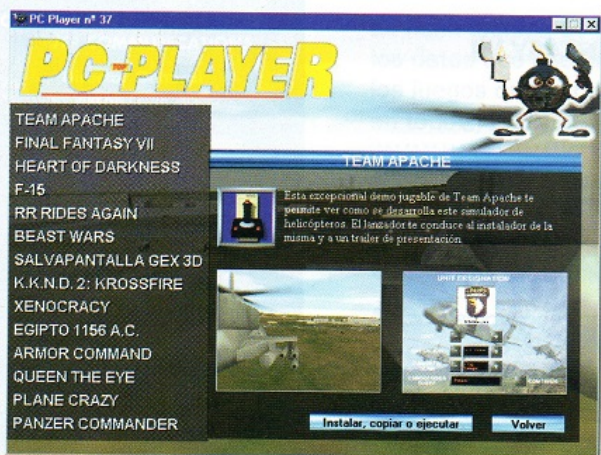 PC Player nº 37
PC-TOP-PLAYER
TEAM APACHE
FINAL FANTASY VII
HEART OF DARKNESS
F-15
RR RIDES AGAIN
BEAST WARS
SALVAPANTALLA GEX 3D
K.K.N.D. 2: KROSSFIRE
XENOCRACY
EGIPTO 1156 A.C.
ARMOR COMMAND
QUEEN THE EYE
PLANE CRAZY
PANZER COMMANDER
TEAM APACHE
Esta excepcional demo jugable de Team Apache te
permite ver como se desarrolla este simulador de
helicópteros. El lanzador te conduce al instalador de la
misma y a un trailer de presentación
UNIT DESIGNATION
Instalar, copiar o ejecutar
Volver